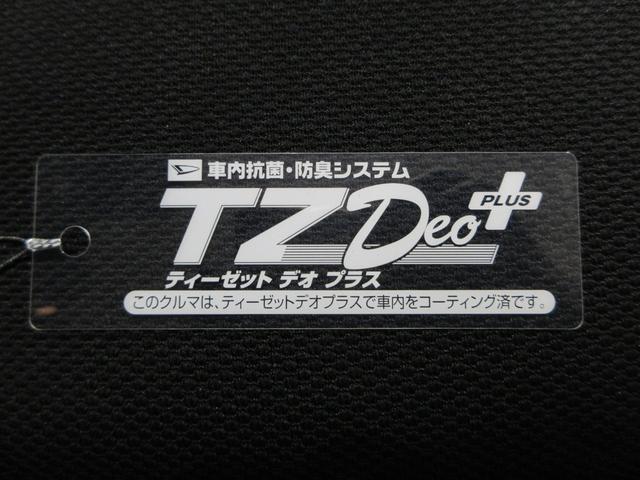 車内抗菌・防臭システム
TZ Deo PLUS
ティーゼット デオ プラス
このクルマは、ティーゼットデオプラスで車内をコーティング済です。